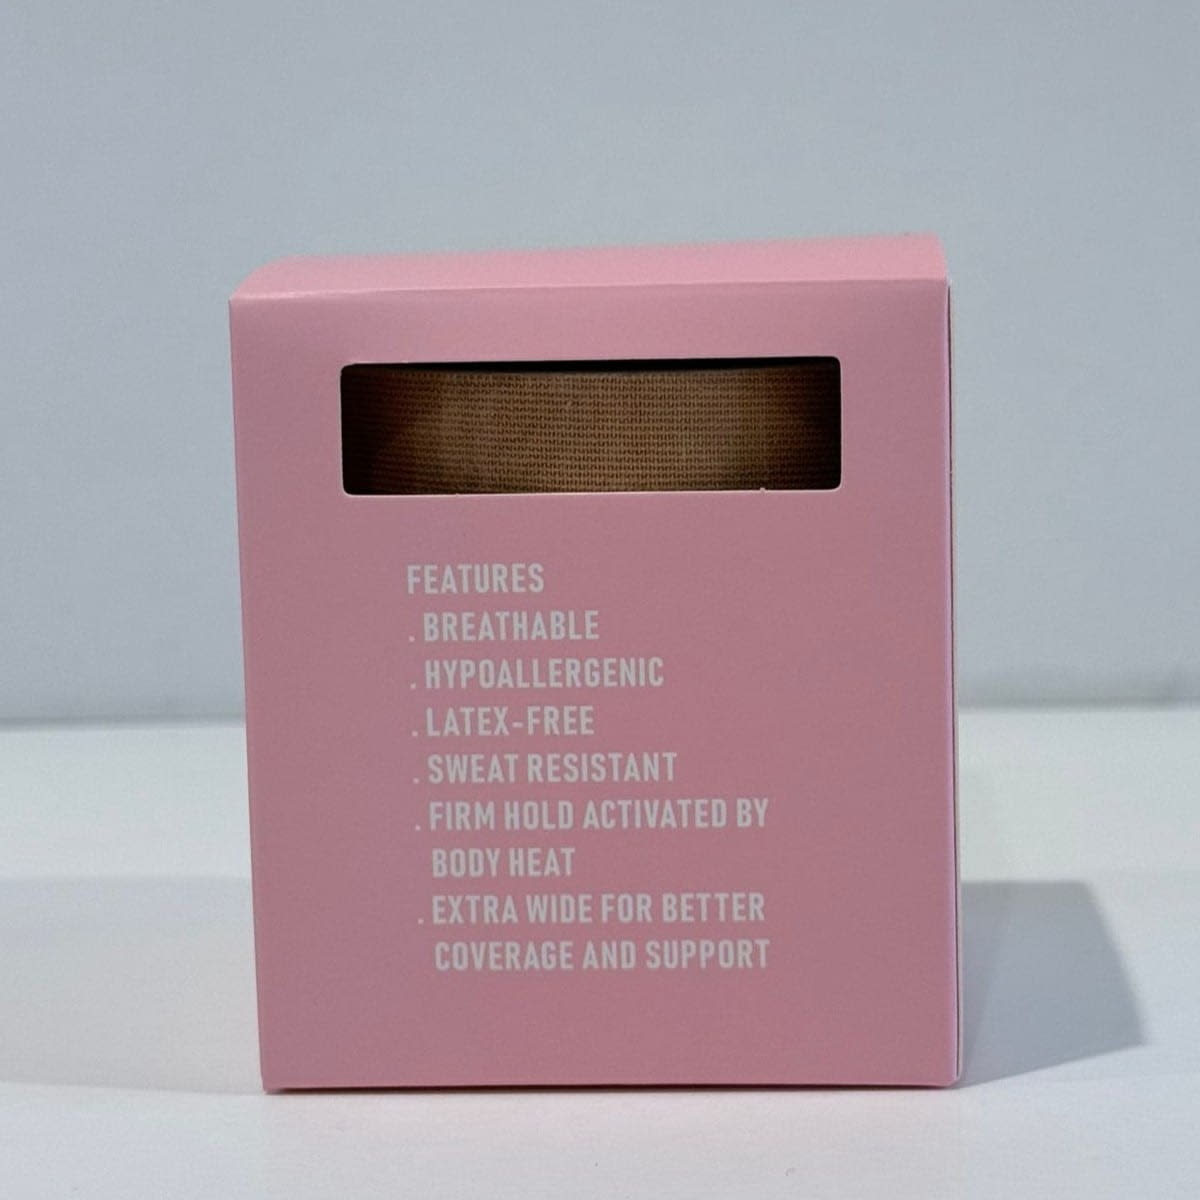 FEATURES
. BREATHABLE
. HYPOALLERGENIC
. LATEX-FREE
. SWEAT RESISTANT
. FIRM HOLD ACTIVATED BY
BODY HEAT
. EXTRA WIDE FOR BETTER
COVERAGE AND SUPPORT